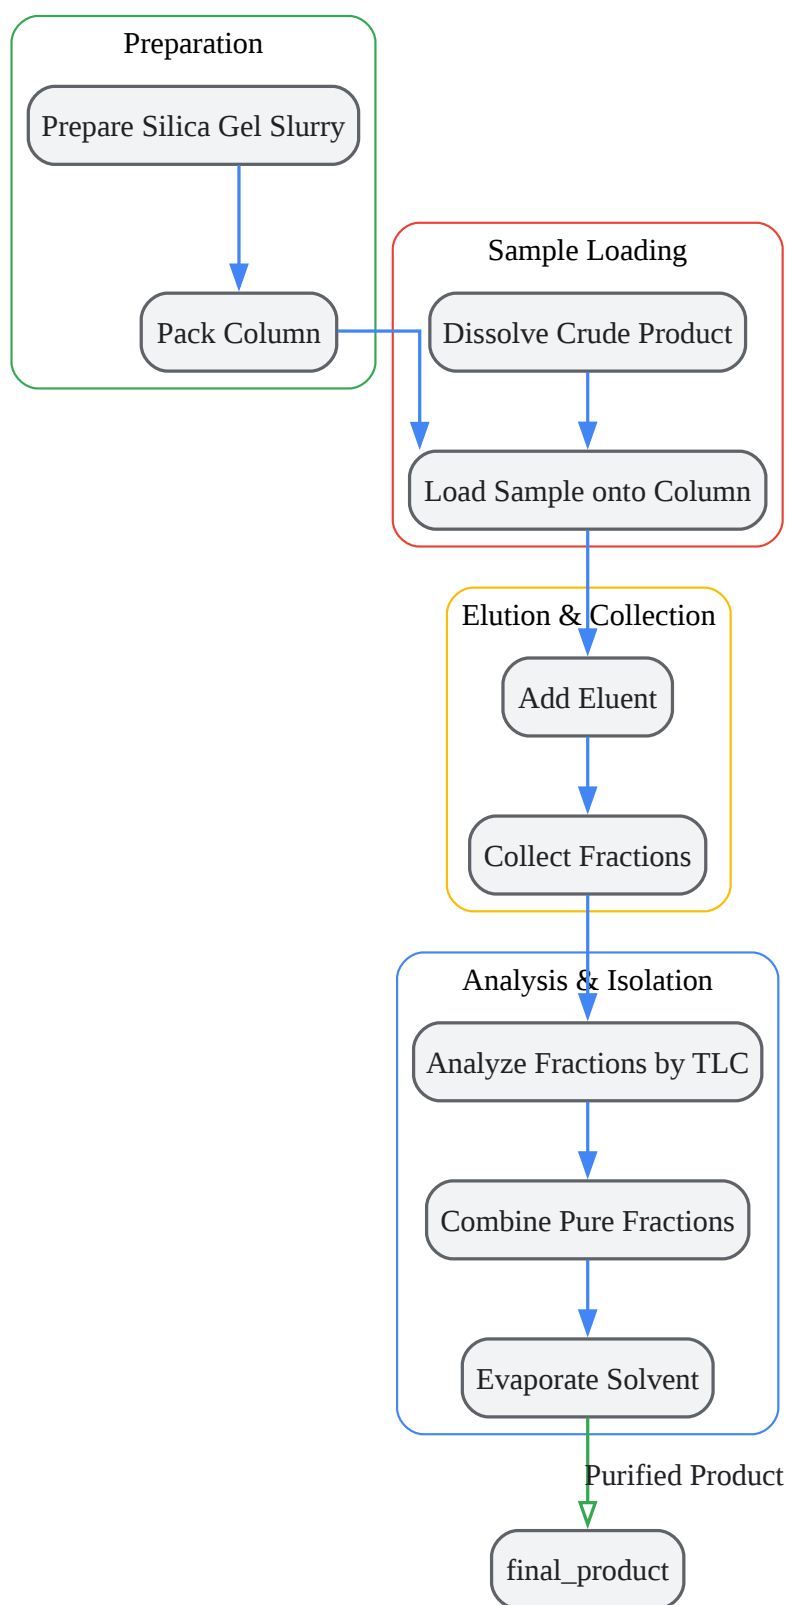 Preparation
Prepare Silica Gel Slurry
Pack Column
Sample Loading
Dissolve Crude Product
Load Sample onto Column
Elution & Collection
Add Eluent
Collect Fractions
Analysis & Isolation
Analyze Fractions by TLC
Combine Pure Fractions
Evaporate Solvent
Purified Product
final_product